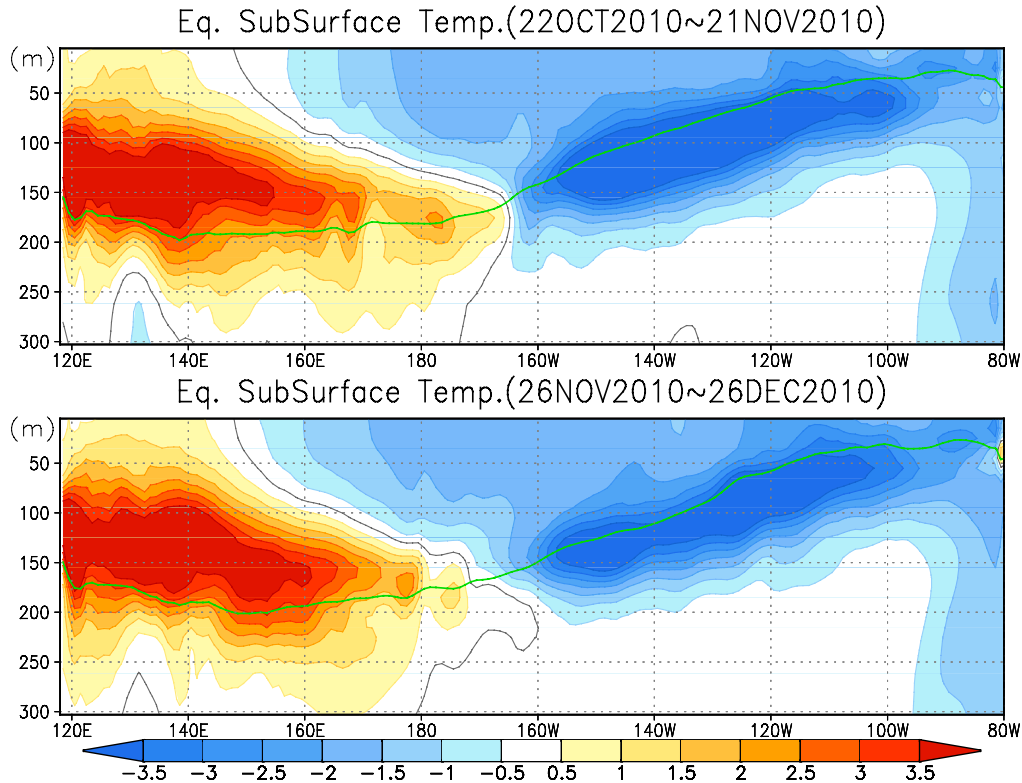 Eq. SubSurface Temp.(22OCT2010~21NOV2010)
(m)
50
100
150
200
250
300
120E 140E 160E 180 160W 140W 120W 100W 80W
Eq. SubSurface Temp.(26NOV2010~26DEC2010)
(m)
50
100
150
200
250
300
120E 140E 160E 180 160W 140W 120W 100W 80W
−3.5 −3 −2.5 −2 −1.5 −1 −0.5 0.5 1 1.5 2 2.5 3 3.5